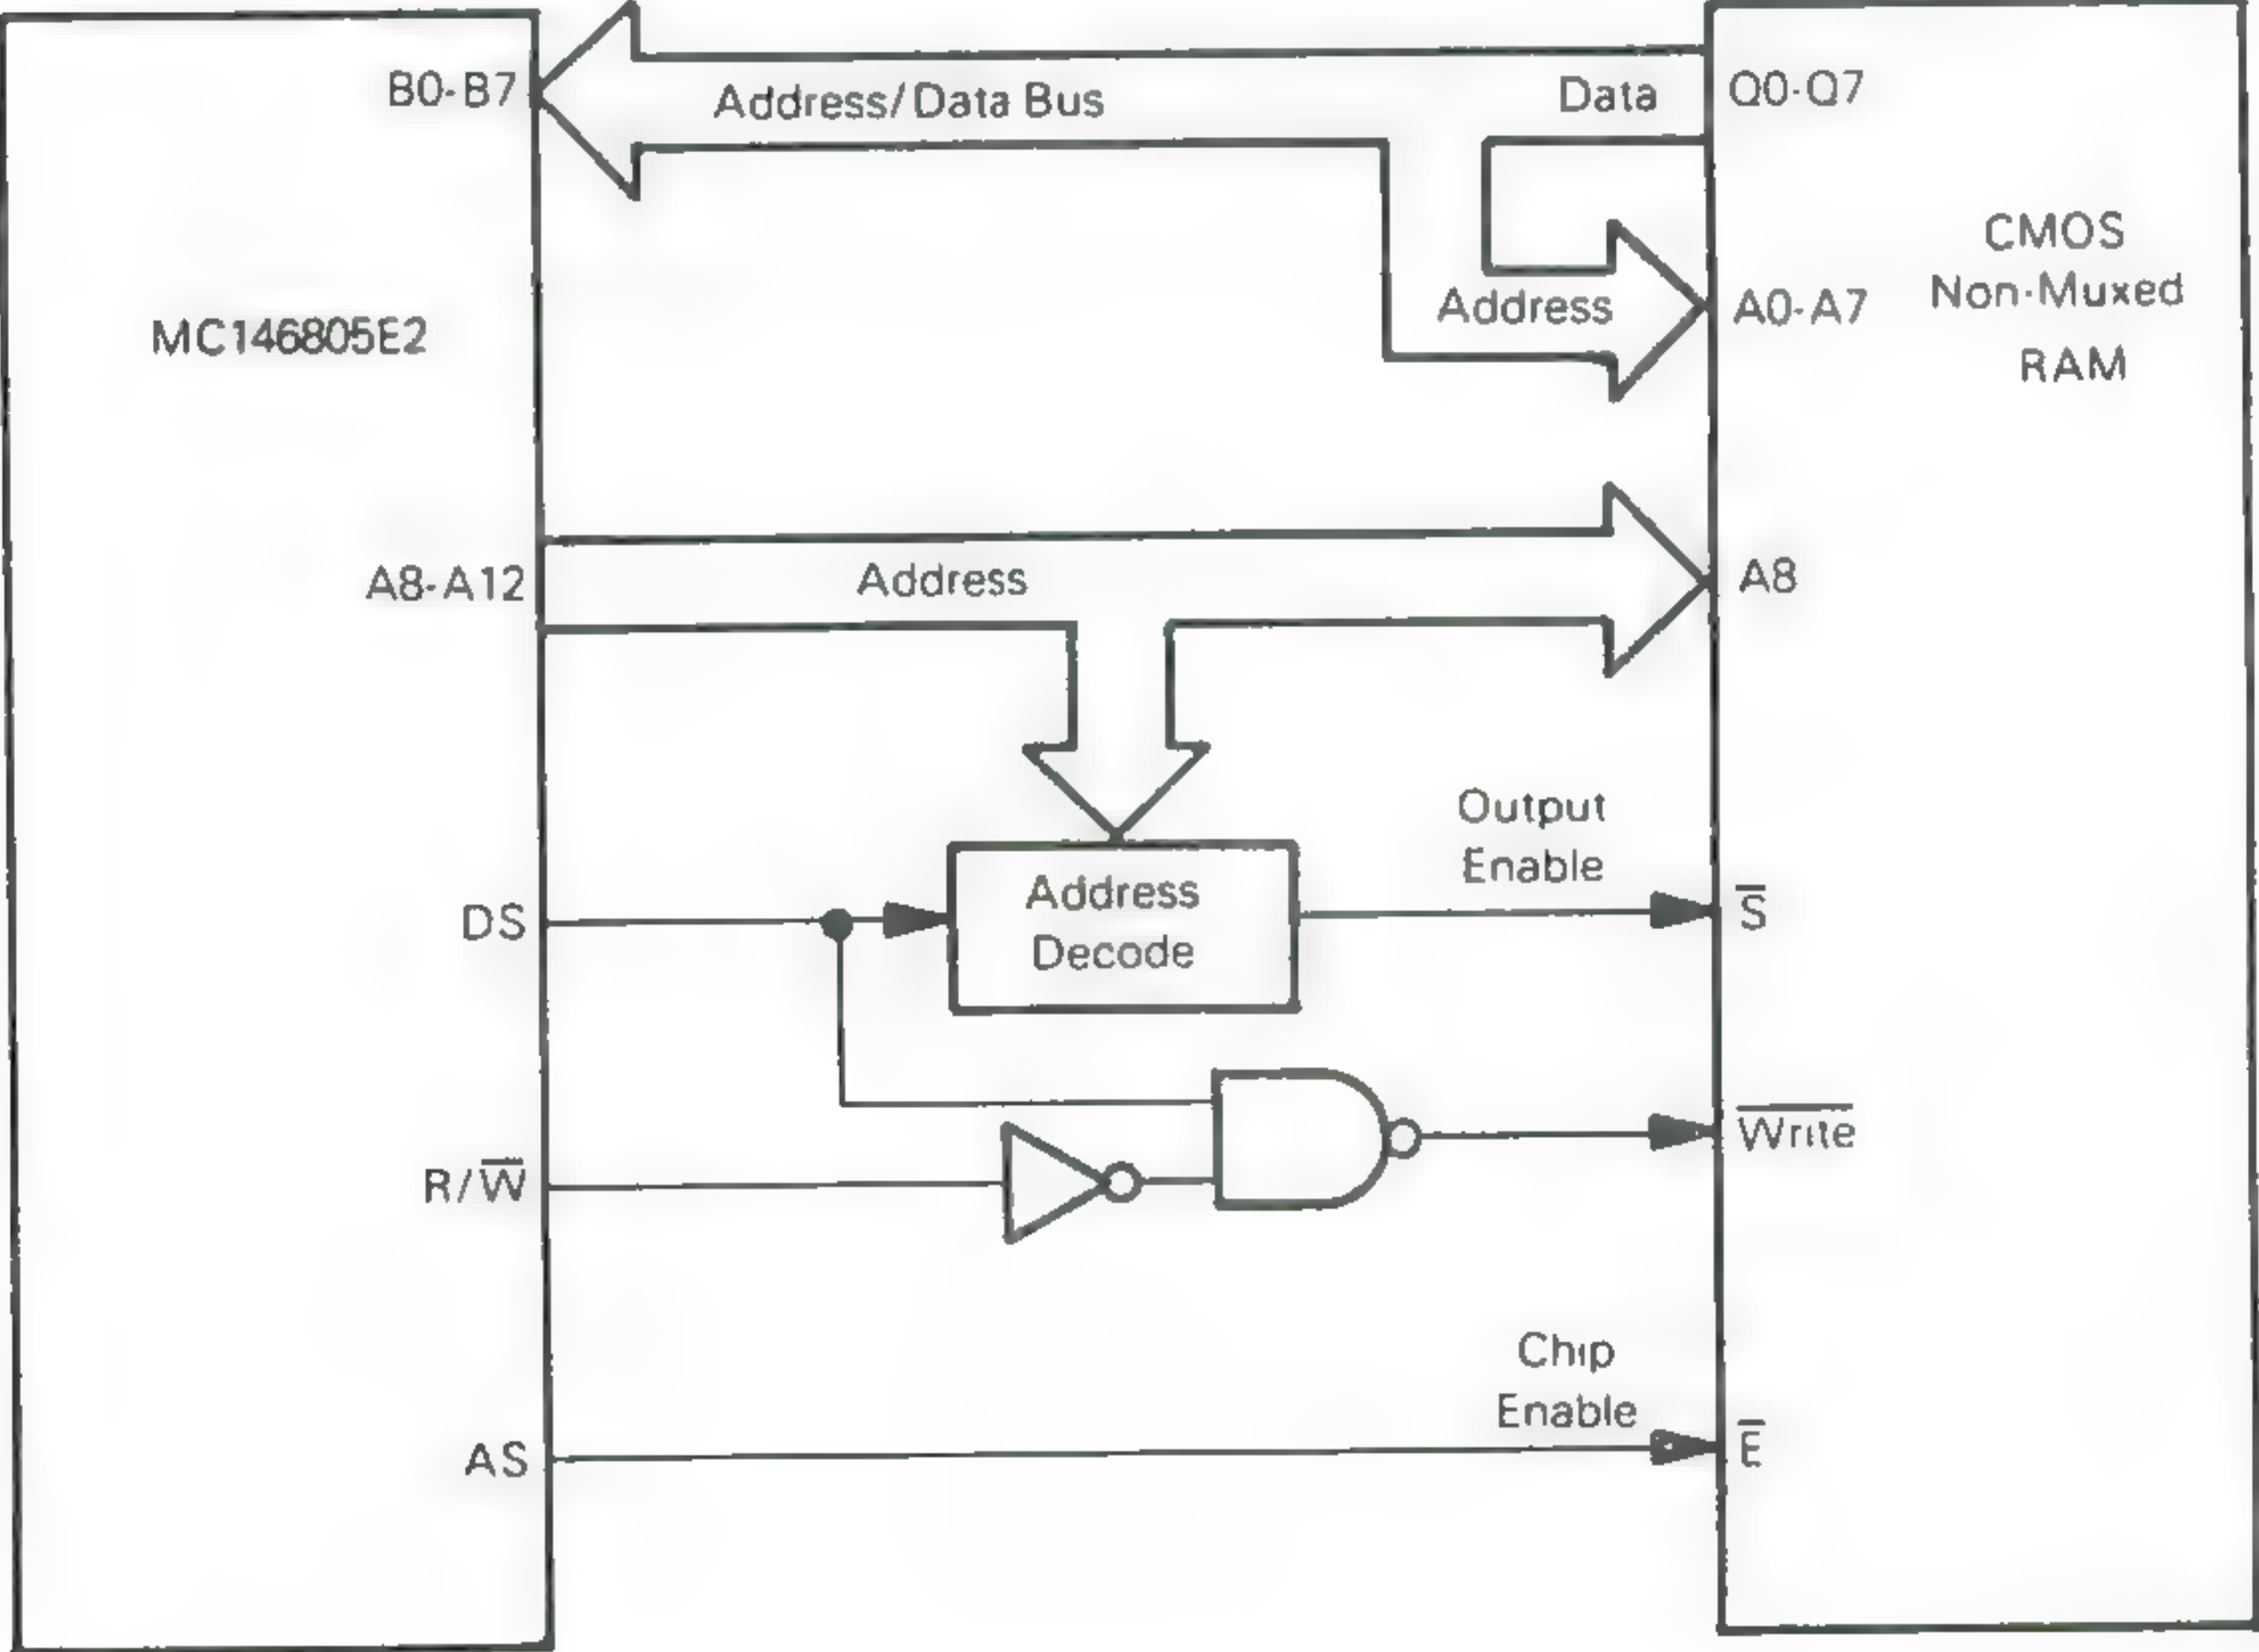 B0-B7
Address/Data Bus
Data
Q0-Q7
MC146805E2
Address
A0-A7
CMOS
Non-Muxed
RAM
A8-A12
Address
A8
Output
Enable
DS
Address
Decode
S̅
R/W̅
W̅r̅i̅t̅e̅
Chip
Enable
AS
E̅